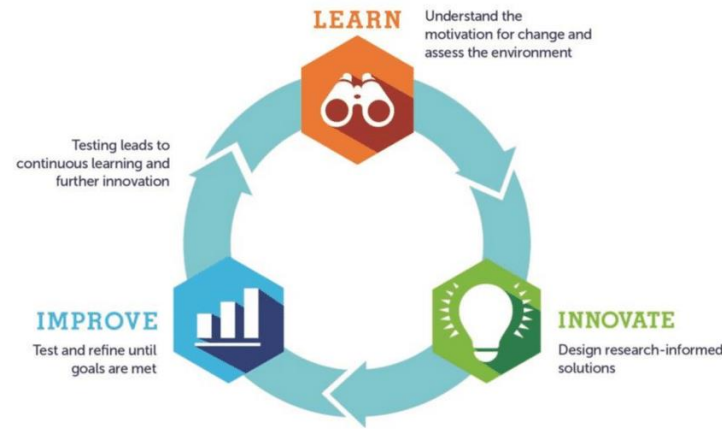 LEARN
Understand the
motivation for change and
assess the environment
Testing leads to
continuous learning and
further innovation
IMPROVE
Test and refine until
goals are met
INNOVATE
Design research-informed
solutions